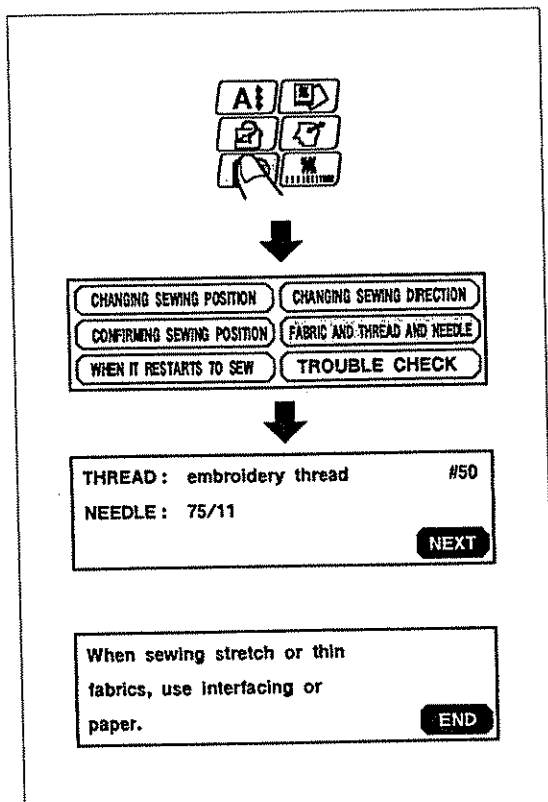 A
CHANGING SEWING POSITION
CHANGING SEWING DIRECTION
CONFIRMING SEWING POSITION
FABRIC AND THREAD AND NEEDLE
WHEN IT RESTARTS TO SEW
TROUBLE CHECK
THREAD: embroidery thread #50
NEEDLE: 75/11
NEXT
When sewing stretch or thin
fabrics, use interfacing or
paper.
END